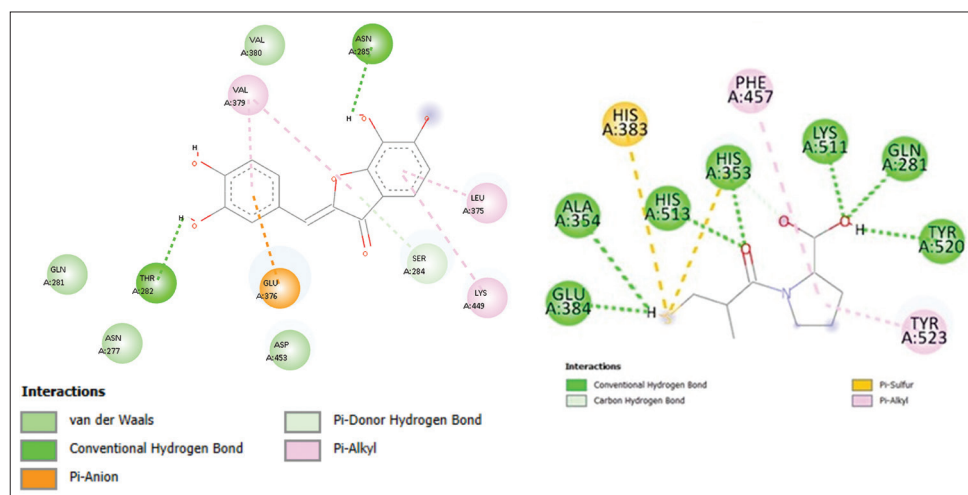 VAL
A:380
ASN
A:285
VAL
A:379
H
O
O
H
O
O
LEU
A:375
O
H
O
O
SER
A:284
GLN
A:281
THR
A:282
GLU
A:376
LYS
A:449
ASN
A:277
ASP
A:453
Interactions
van der Waals
Conventional Hydrogen Bond
Pi-Anion
Pi-Donor Hydrogen Bond
Pi-Alkyl
PHE
A:457
HIS
A:383
LYS
A:511
GLN
A:281
HIS
A:353
ALA
A:354
HIS
A:513
O
O
H
TYR
A:520
O
GLU
A:384
H
S
N
TYR
A:523
Interactions
Conventional Hydrogen Bond
Carbon Hydrogen Bond
Pi-Sulfur
Pi-Alkyl